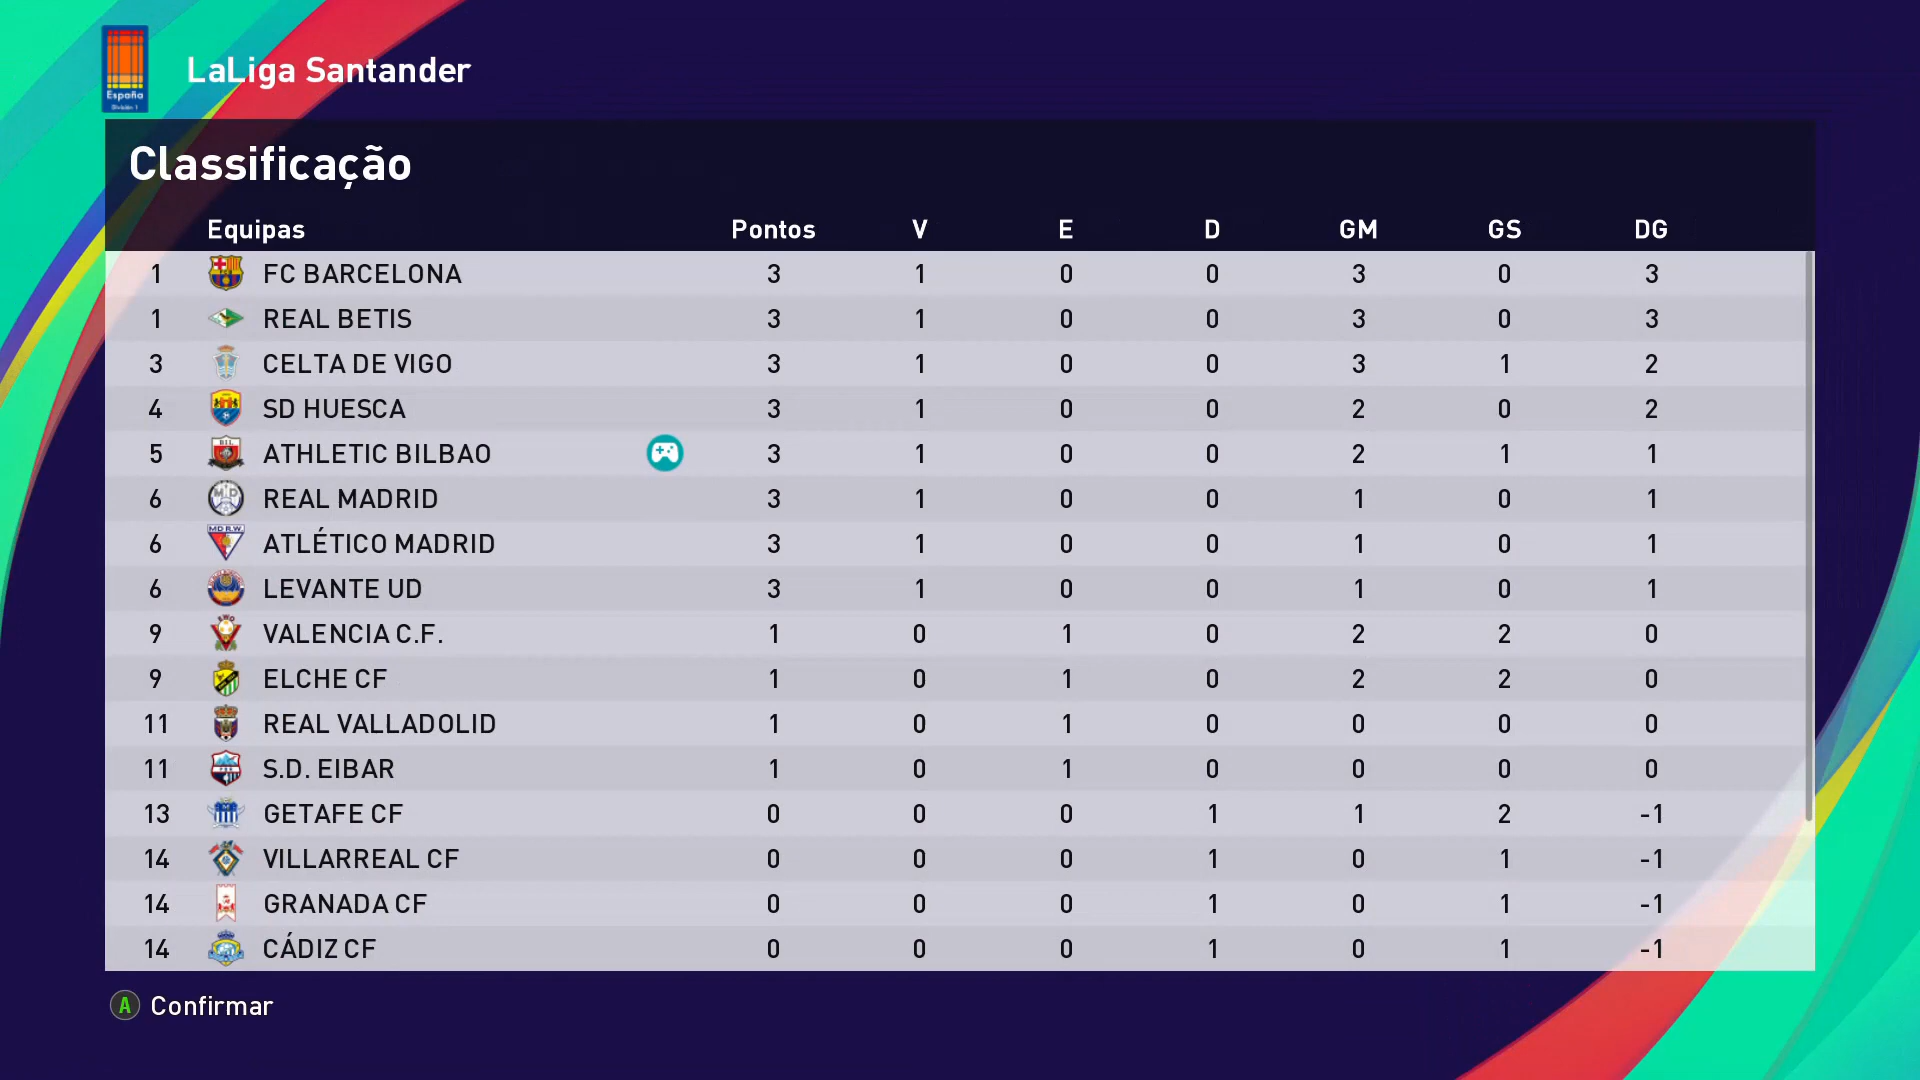 España
División 1
LaLiga Santander
Classificação
Equipas Pontos V E D GM GS DG
1 FC BARCELONA 3 1 0 0 3 0 3
1 REAL BETIS 3 1 0 0 3 0 3
3 CELTA DE VIGO 3 1 0 0 3 1 2
4 SD HUESCA 3 1 0 0 2 0 2
5 ATHLETIC BILBAO 3 1 0 0 2 1 1
6 REAL MADRID 3 1 0 0 1 0 1
6 ATLÉTICO MADRID 3 1 0 0 1 0 1
6 LEVANTE UD 3 1 0 0 1 0 1
9 VALENCIA C.F. 1 0 1 0 2 2 0
9 ELCHE CF 1 0 1 0 2 2 0
11 REAL VALLADOLID 1 0 1 0 0 0 0
11 S.D. EIBAR 1 0 1 0 0 0 0
13 GETAFE CF 0 0 0 1 1 2 -1
14 VILLARREAL CF 0 0 0 1 0 1 -1
14 GRANADA CF 0 0 0 1 0 1 -1
14 CÁDIZ CF 0 0 0 1 0 1 -1
A Confirmar